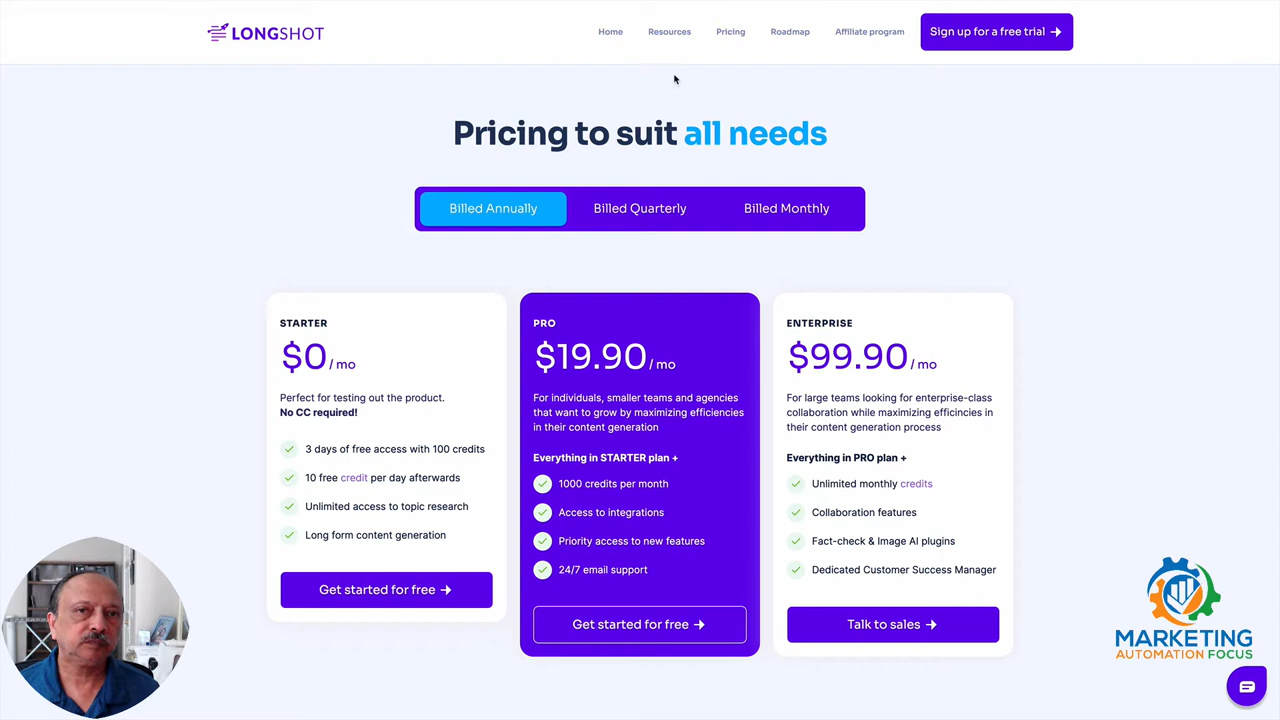 LONGSHOT
Home
Resources
Pricing
Roadmap
Affiliate program
Sign up for a free trial
Pricing to suit all needs
Billed Annually
Billed Quarterly
Billed Monthly
STARTER
$0/ mo
Perfect for testing out the product.
No CC required!
3 days of free access with 100 credits
10 free credit per day afterwards
Unlimited access to topic research
Long form content generation
Get started for free
PRO
$19.90/ mo
For individuals, smaller teams and agencies
that want to grow by maximizing efficiencies
in their content generation
Everything in STARTER plan +
1000 credits per month
Access to integrations
Priority access to new features
24/7 email support
Get started for free
ENTERPRISE
$99.90/ mo
For large teams looking for enterprise-class
collaboration while maximizing efficincies in
their content generation process
Everything in PRO plan +
Unlimited monthly credits
Collaboration features
Fact-check & Image AI plugins
Dedicated Customer Success Manager
Talk to sales
MARKETING
AUTOMATION FOCUS